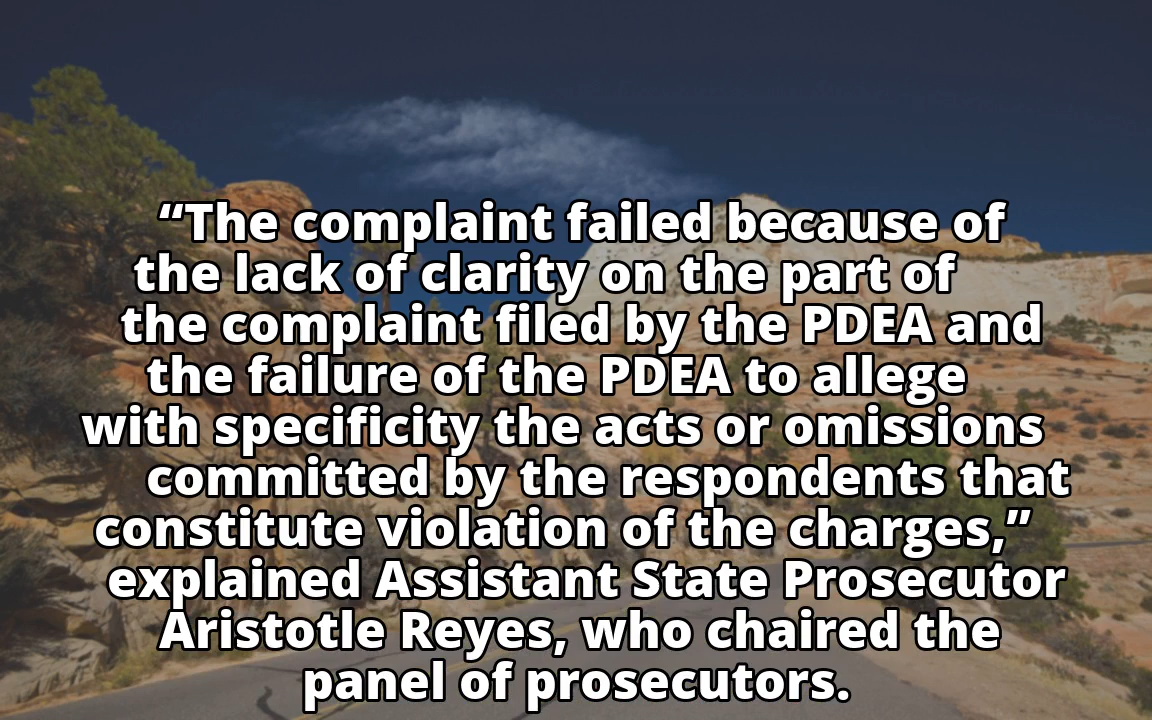 “The complaint failed because of
the lack of clarity on the part of
the complaint filed by the PDEA and
the failure of the PDEA to allege
with specificity the acts or omissions
committed by the respondents that
constitute violation of the charges,”
explained Assistant State Prosecutor
Aristotle Reyes, who chaired the
panel of prosecutors.